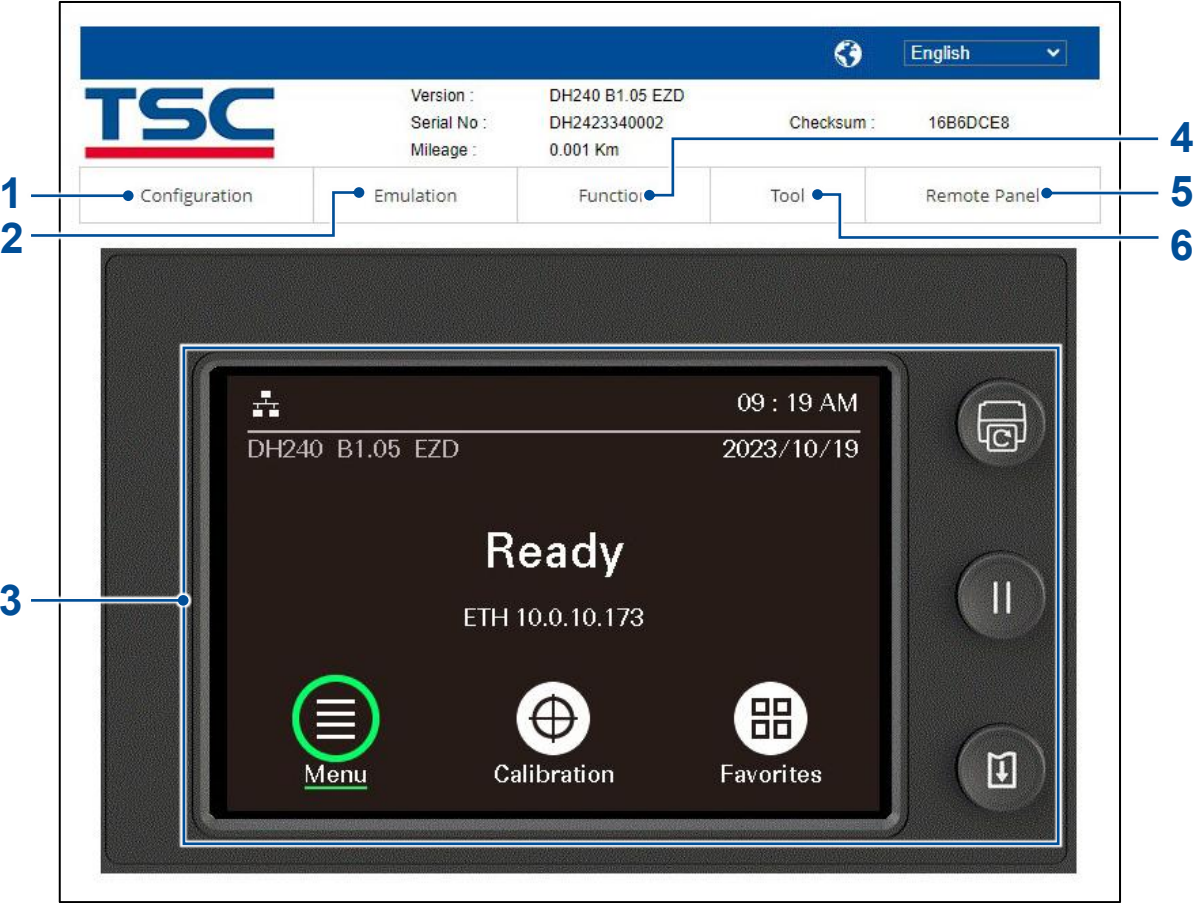 English
TSC
Version : DH240 B1.05 EZD
Serial No : DH2423340002 Checksum : 16B6DCE8
Mileage : 0.001 Km
4
1
Configuration Emulation Tool Remote Panel
5
2
6
09 : 19 AM
DH240 B1.05 EZD 2023/10/19
Ready
3
ETH 10.0.10.173
Menu Calibration Favorites